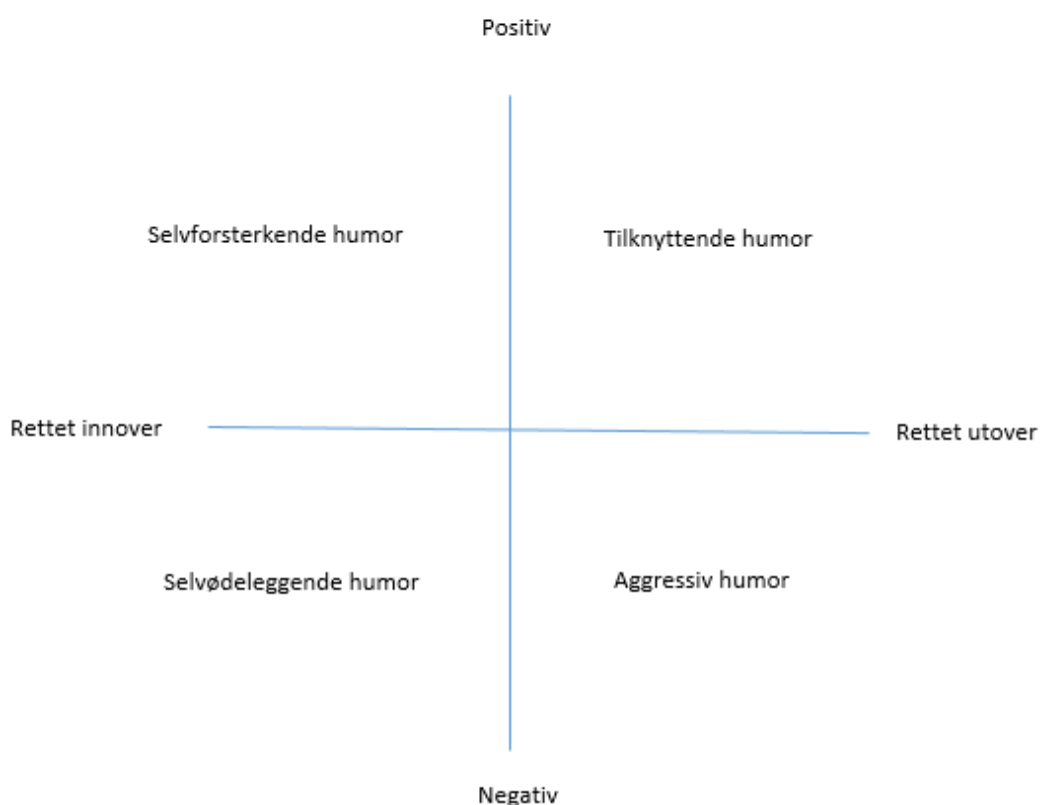 Positiv
Selvforsterkende humor
Tilknyttende humor
Rettet innover
Rettet utover
Selvødeleggende humor
Aggressiv humor
Negativ